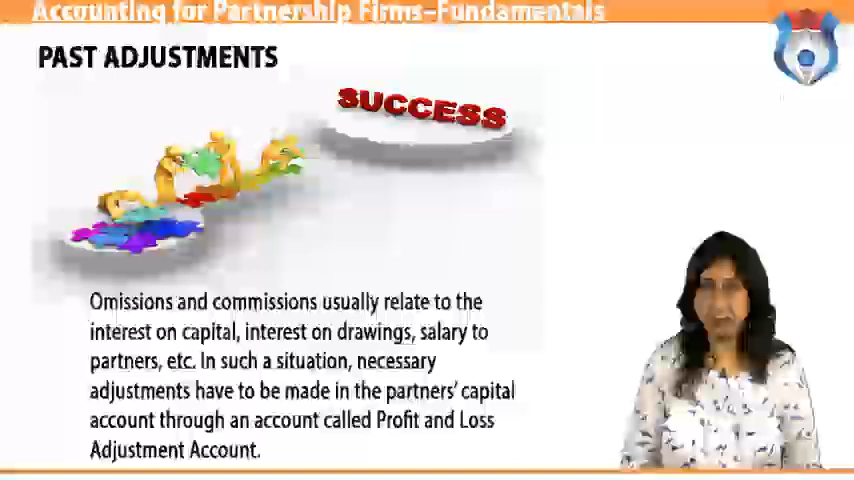 Accounting for Partnership Firms–Fundamentals
PAST ADJUSTMENTS
SUCCESS
Omissions and commissions usually relate to the
interest on capital, interest on drawings, salary to
partners, etc. In such a situation, necessary
adjustments have to be made in the partners' capital
account through an account called Profit and Loss
Adjustment Account.